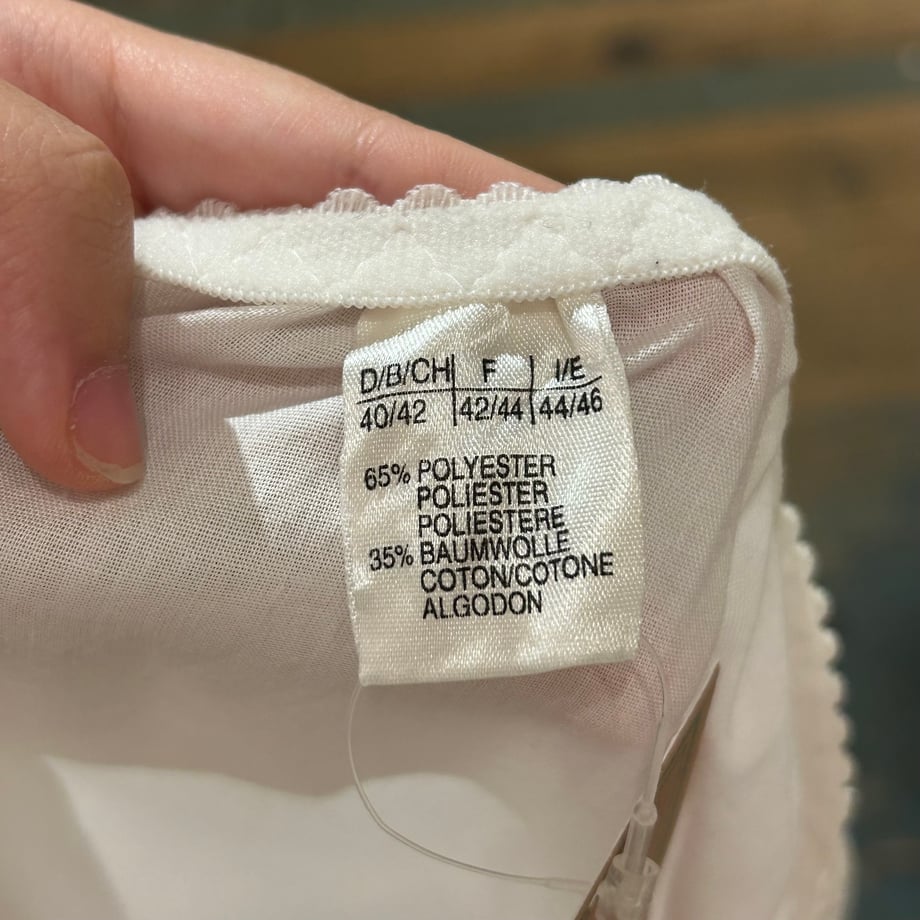 D/B/CH F I/E
40/42 42/44 44/46
65% POLYESTER
POLIESTER
POLIESTERE
35% BAUMWOLLE
COTON/COTONE
ALGODON